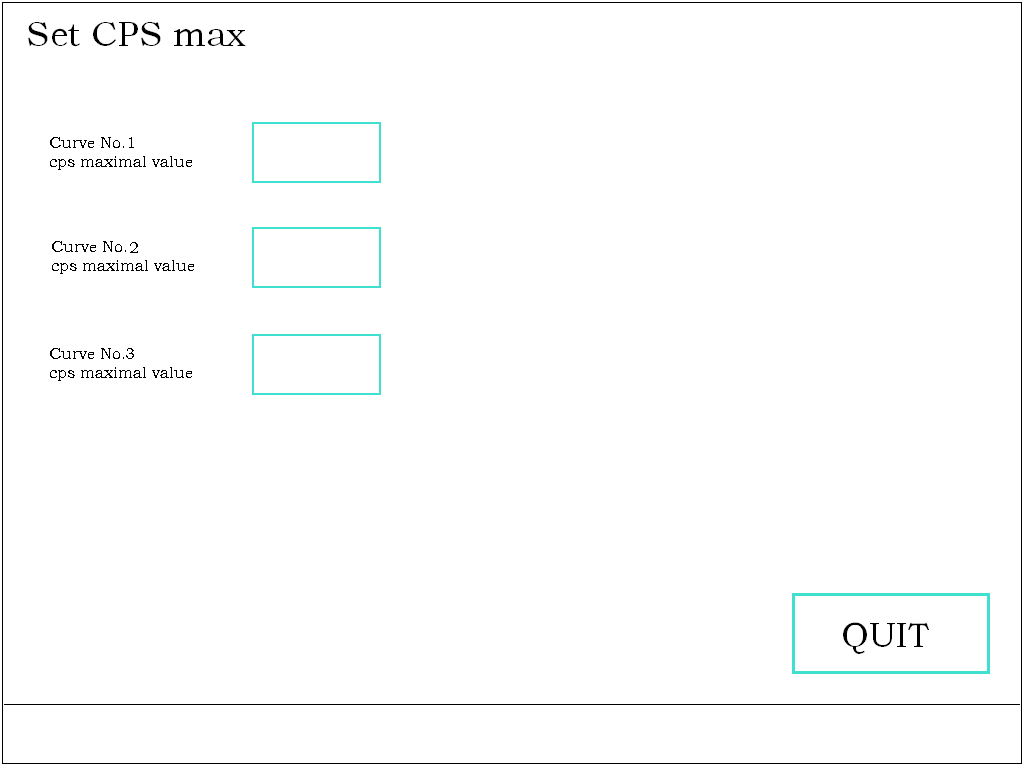 Set CPS max
Curve No.1
cps maximal value
Curve No.2
cps maximal value
Curve No.3
cps maximal value
QUIT